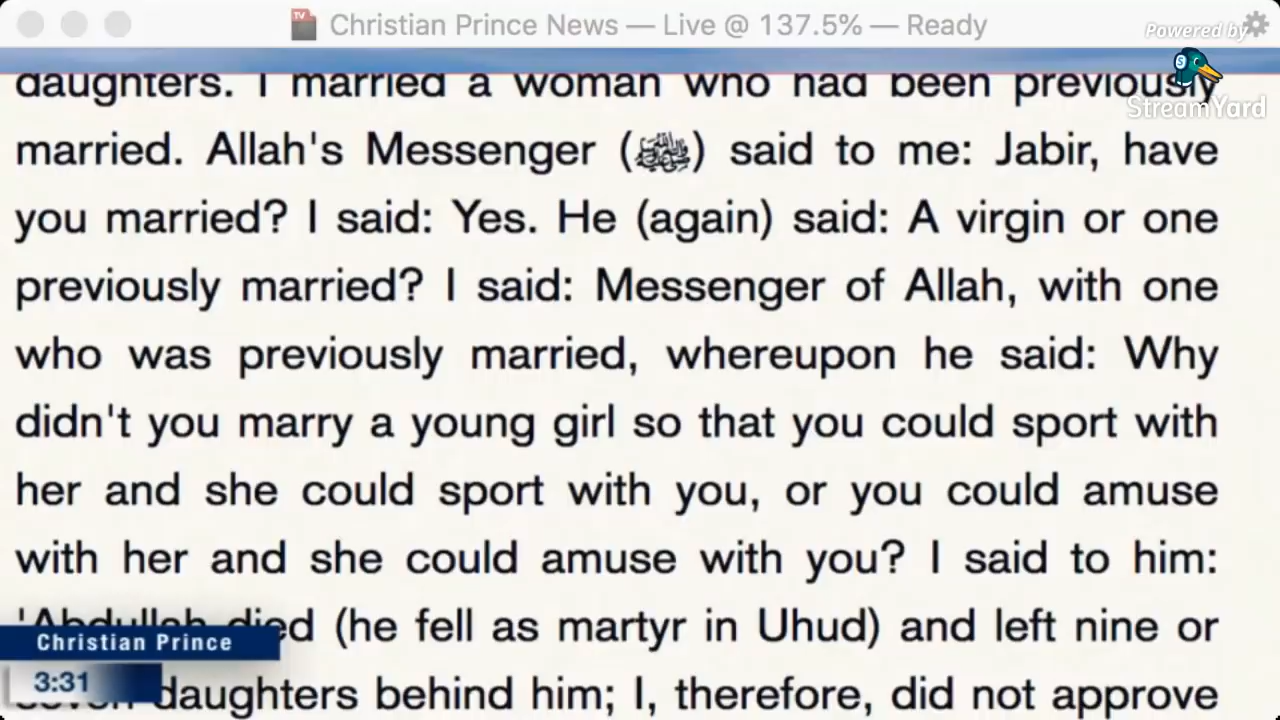 Christian Prince News — Live @ 137.5% — Ready
Powered by
StreamYard
daughters. I married a woman who had been previously
married. Allah's Messenger (ﷺ) said to me: Jabir, have
you married? I said: Yes. He (again) said: A virgin or one
previously married? I said: Messenger of Allah, with one
who was previously married, whereupon he said: Why
didn't you marry a young girl so that you could sport with
her and she could sport with you, or you could amuse
with her and she could amuse with you? I said to him:
'Abdullah died (he fell as martyr in Uhud) and left nine or
daughters behind him; I, therefore, did not approve
Christian Prince
3:31